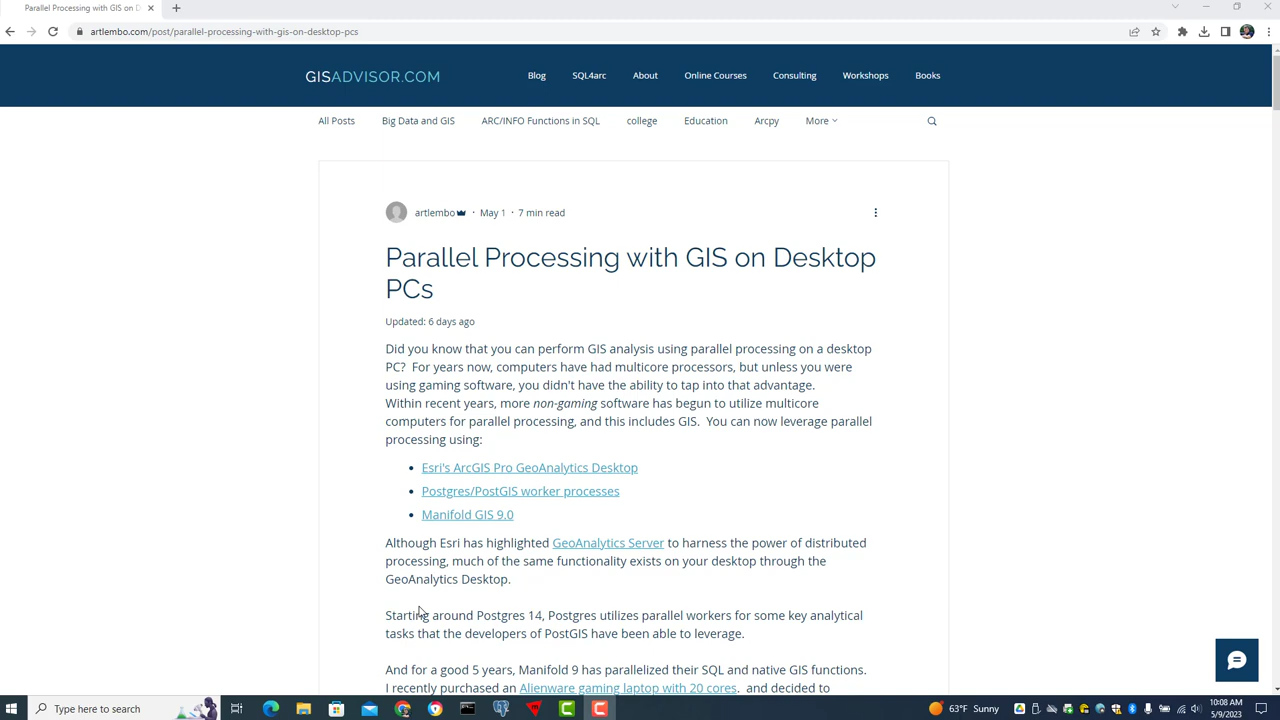 Parallel Processing with GIS on D
artlembo.com/post/parallel-processing-with-gis-on-desktop-pcs
GISADVISOR.COM
Blog
SQL4arc
About
Online Courses
Consulting
Workshops
Books
All Posts
Big Data and GIS
ARC/INFO Functions in SQL
college
Education
Arcpy
More
artlembo
· May 1 · 7 min read
Parallel Processing with GIS on Desktop
PCs
Updated: 6 days ago
Did you know that you can perform GIS analysis using parallel processing on a desktop
PC? For years now, computers have had multicore processors, but unless you were
using gaming software, you didn't have the ability to tap into that advantage.
Within recent years, more non-gaming software has begun to utilize multicore
computers for parallel processing, and this includes GIS. You can now leverage parallel
processing using:
• Esri's ArcGIS Pro GeoAnalytics Desktop
• Postgres/PostGIS worker processes
• Manifold GIS 9.0
Although Esri has highlighted GeoAnalytics Server to harness the power of distributed
processing, much of the same functionality exists on your desktop through the
GeoAnalytics Desktop.
Starting around Postgres 14, Postgres utilizes parallel workers for some key analytical
tasks that the developers of PostGIS have been able to leverage.
And for a good 5 years, Manifold 9 has parallelized their SQL and native GIS functions.
I recently purchased an Alienware gaming laptop with 20 cores. and decided to
Type here to search
63°F Sunny
10:08 AM
5/9/2023